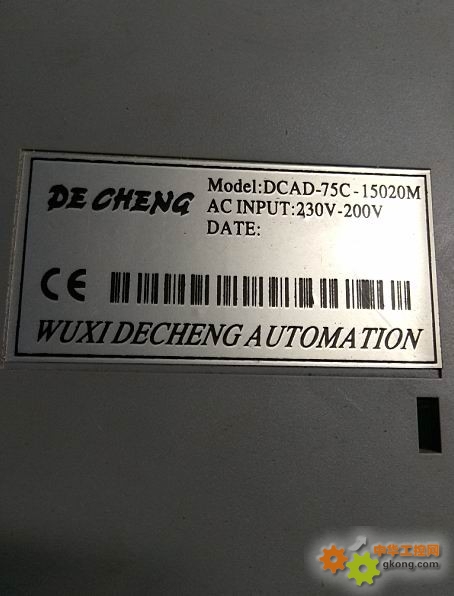 DE CHENG
Model:DCAD-75C-15020M
AC INPUT:230V-200V
DATE:
CE
WUXI DECHENG AUTOMATION
中华工控网
gkong.com